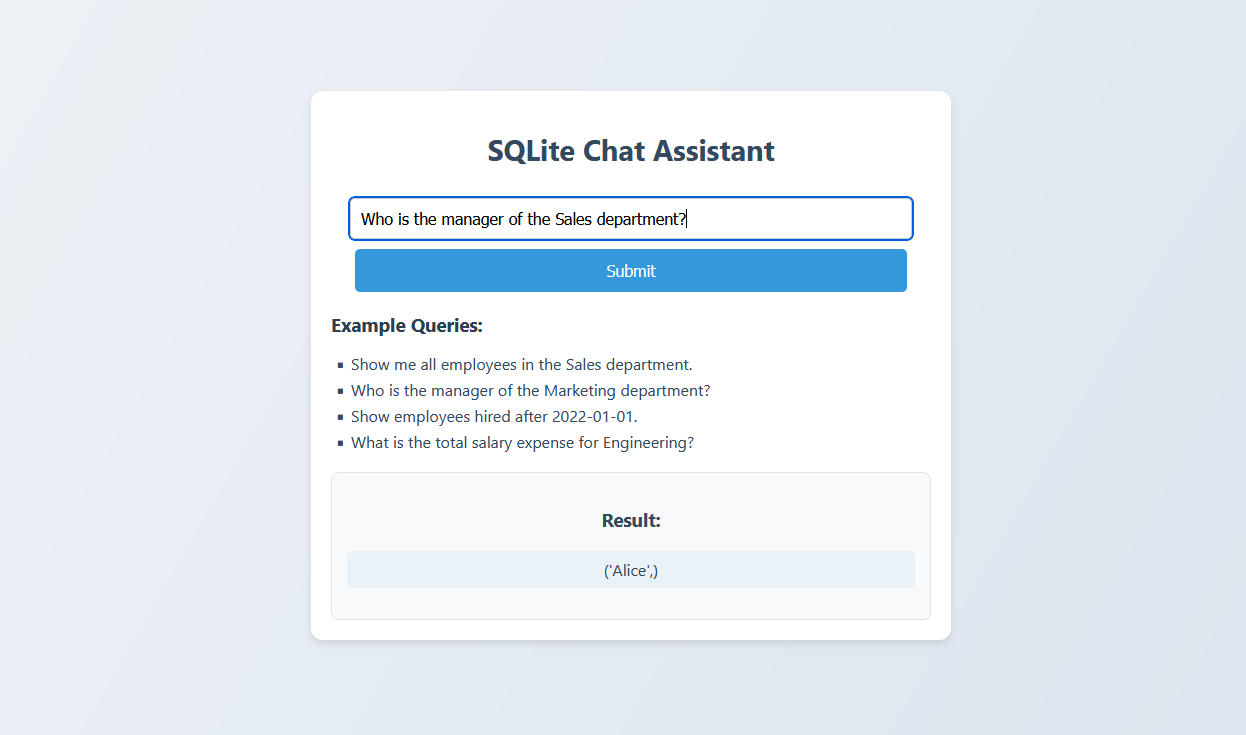 SQLite Chat Assistant
Who is the manager of the Sales department?
Submit
Example Queries:
Show me all employees in the Sales department.
Who is the manager of the Marketing department?
Show employees hired after 2022-01-01.
What is the total salary expense for Engineering?
Result:
('Alice',)